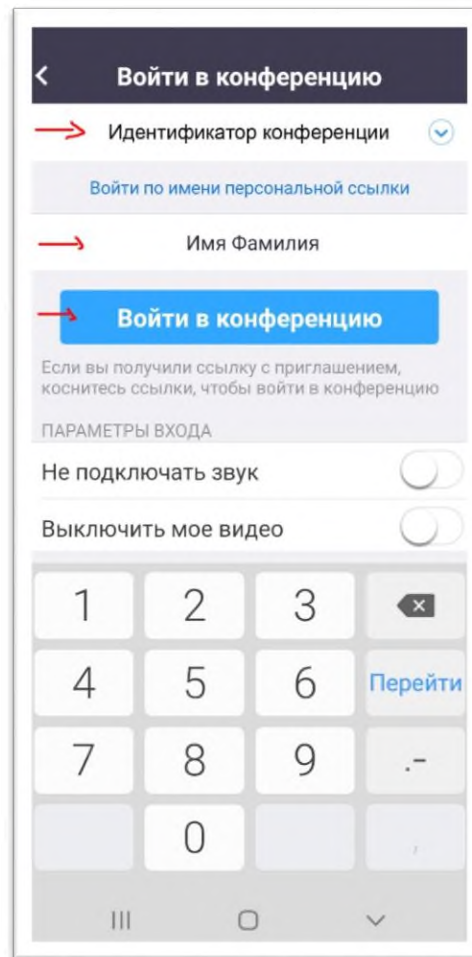 Войти в конференцию
Идентификатор конференции
Войти по имени персональной ссылки
Имя Фамилия
Войти в конференцию
Если вы получили ссылку с приглашением,
коснитесь ссылки, чтобы войти в конференцию
ПАРАМЕТРЫ ВХОДА
Не подключать звук
Выключить мое видео
1 2 3
4 5 6 Перейти
7 8 9 .-
0 ,